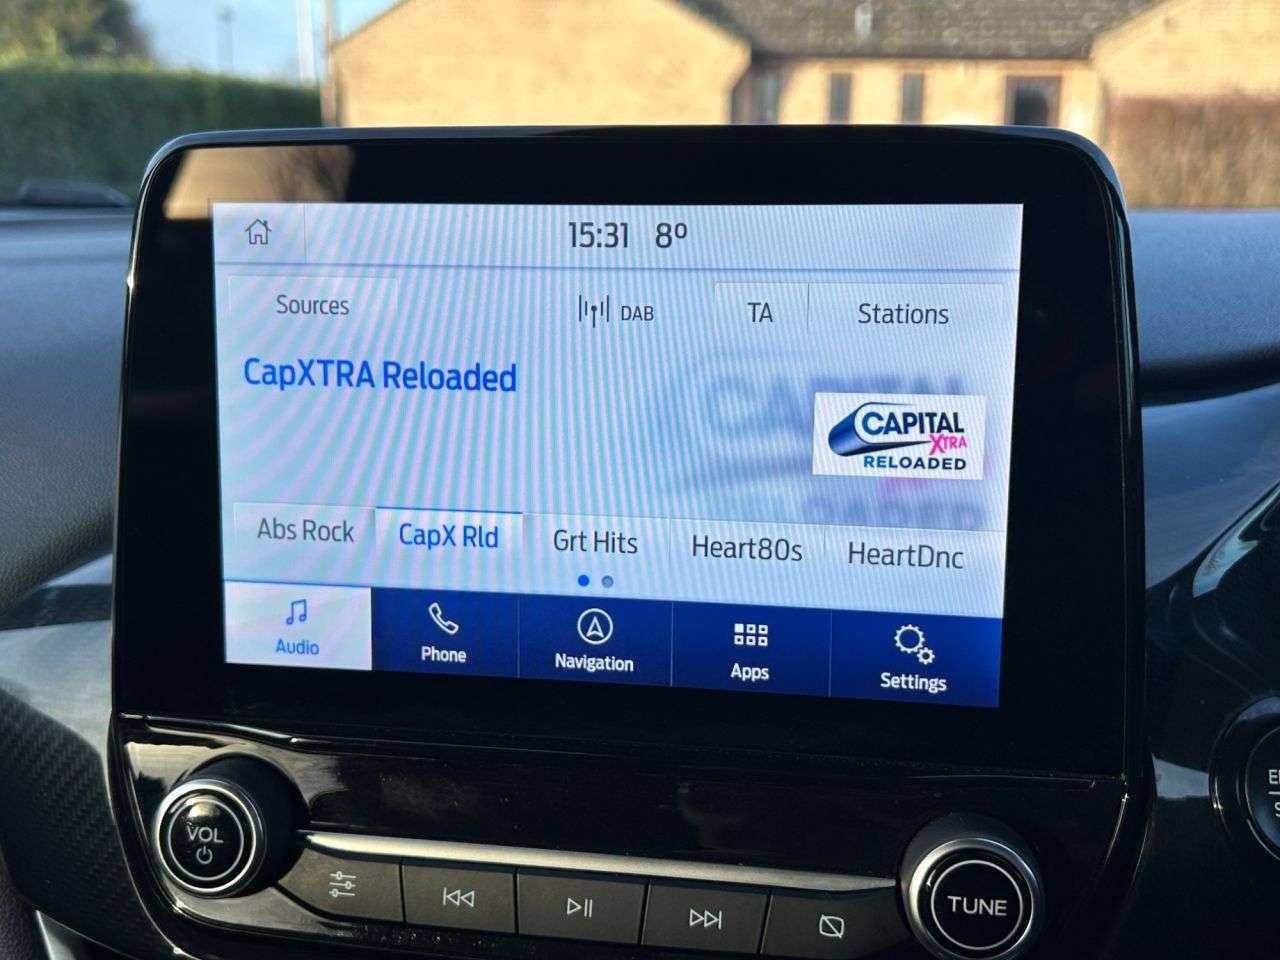 15:31 8º
Sources
DAB
TA
Stations
CapXTRA Reloaded
CAPITAL
XTRA
RELOADED
Abs Rock
CapX Rld
Grt Hits
Heart80s
HeartDnc
Audio
Phone
Navigation
Apps
Settings
VOL
TUNE